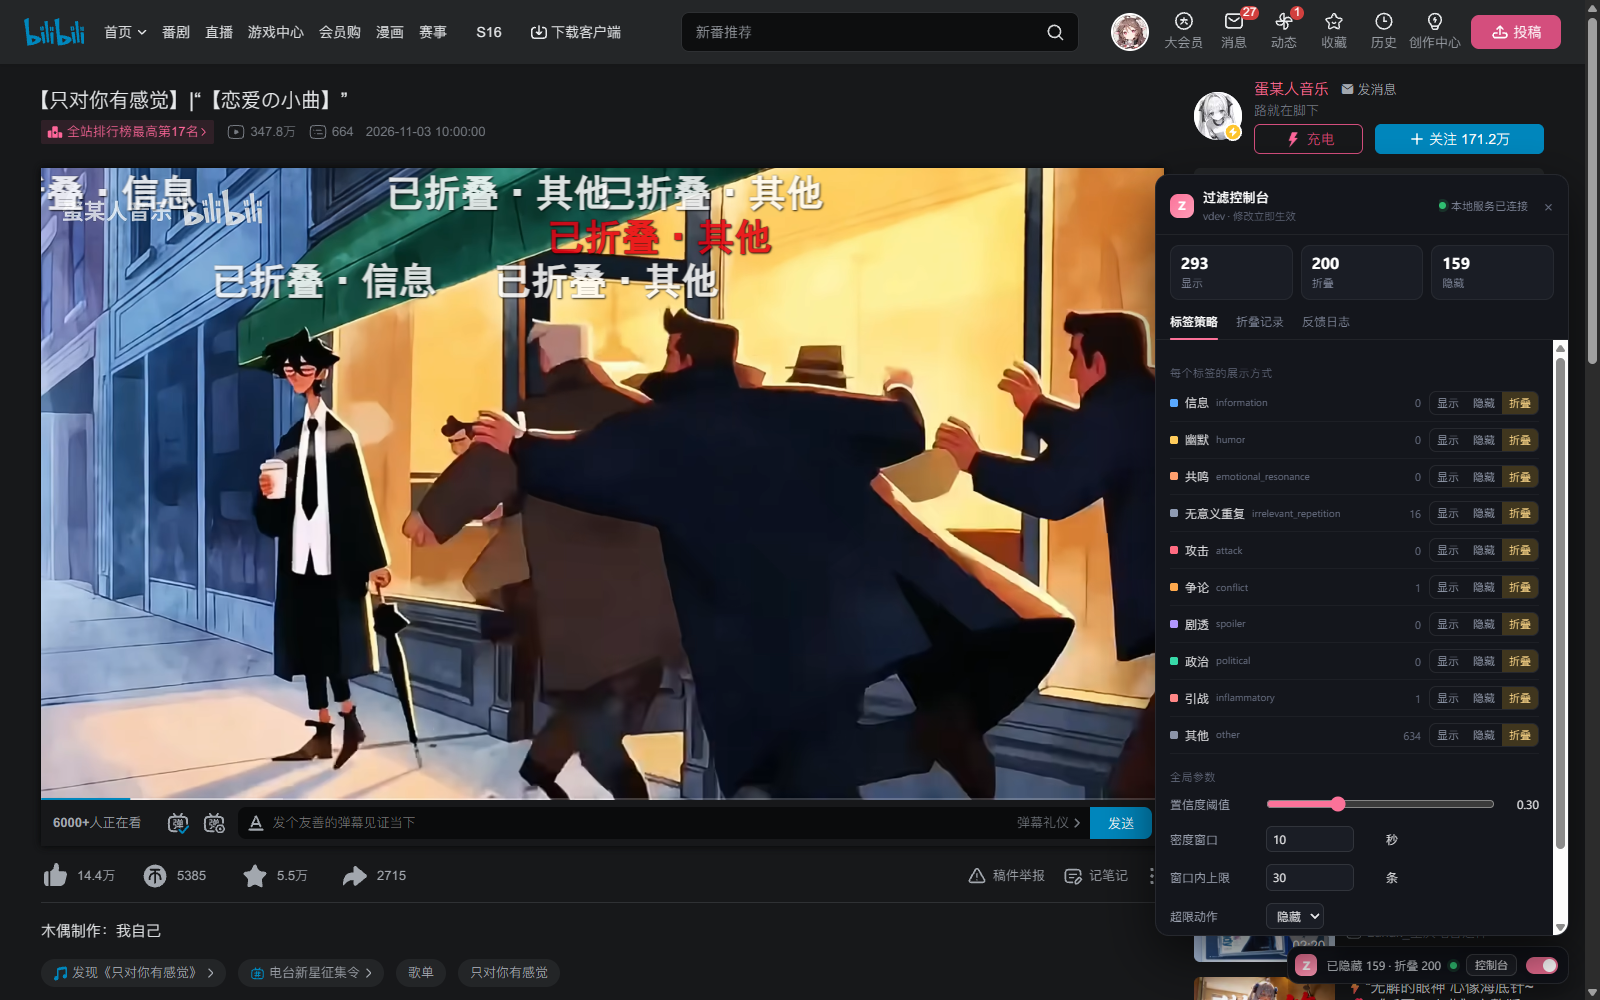 bilibili
首页
番剧
直播
游戏中心
会员购
漫画
赛事
S16
下载客户端
新番推荐
大会员
27
消息
1
动态
收藏
历史
创作中心
投稿
【只对你有感觉】|“【恋爱の小曲】”
全站排行榜最高第17名
347.8万
664
2026-11-03 10:00:00
蛋某人音乐
发消息
路就在脚下
充电
+ 关注 171.2万
折叠・信息
已折叠・其他
已折叠・其他
蛋某人音乐 bilibili
已折叠・其他
已折叠・信息
已折叠・其他
Z
过滤控制台
vdev · 修改立即生效
本地服务已连接
×
293
显示
200
折叠
159
隐藏
标签策略
折叠记录
反馈日志
每个标签的展示方式
信息 information 0 显示 隐藏 折叠
幽默 humor 0 显示 隐藏 折叠
共鸣 emotional_resonance 0 显示 隐藏 折叠
无意义重复 irrelevant_repetition 16 显示 隐藏 折叠
攻击 attack 0 显示 隐藏 折叠
争论 conflict 1 显示 隐藏 折叠
剧透 spoiler 0 显示 隐藏 折叠
政治 political 0 显示 隐藏 折叠
引战 inflammatory 1 显示 隐藏 折叠
其他 other 634 显示 隐藏 折叠
全局参数
置信度阈值 0.30
密度窗口 10 秒
窗口内上限 30 条
超限动作 隐藏
6000+人正在看
弹
弹
A
发个友善的弹幕见证当下
弹幕礼仪
发送
14.4万
5385
5.5万
2715
稿件举报
记笔记
木偶制作：我自己
发现《只对你有感觉》
电台新星征集令
歌单
只对你有感觉
Z
已隐藏 159 · 折叠 200
控制台